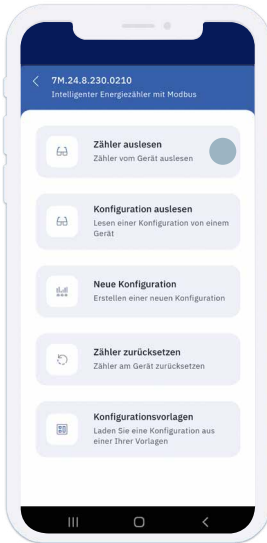 7M.24.8.230.0210
Intelligenter Energiezähler mit Modbus
Zähler auslesen
Zähler vom Gerät auslesen
Konfiguration auslesen
Lesen einer Konfiguration von einem
Gerät
Neue Konfiguration
Erstellen einer neuen Konfiguration
Zähler zurücksetzen
Zähler am Gerät zurücksetzen
Konfigurationsvorlagen
Laden Sie eine Konfiguration aus
einer Ihrer Vorlagen